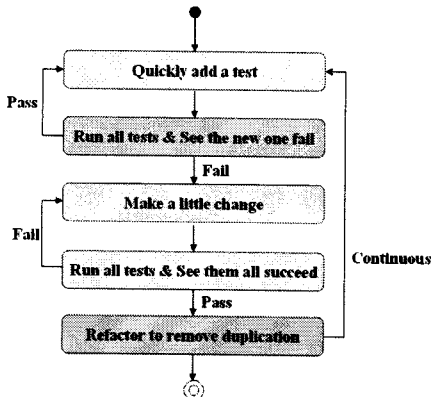 Quickly add a test
Pass
Run all tests & See the new one fail
Fail
Make a little change
Fail
Continuous
Run all tests & See them all succeed
Pass
Refactor to remove duplication